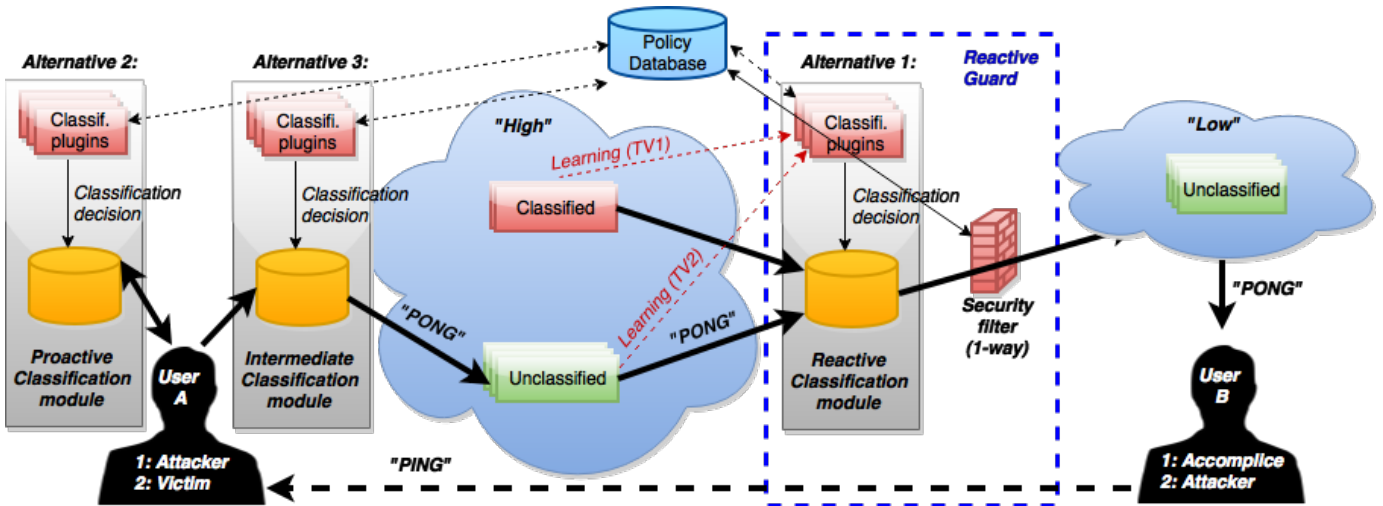 Alternative 2:
Classif.
plugins
Classification
decision
Proactive
Classification
module
Alternative 3:
Classifi.
plugins
Classification
decision
Intermediate
Classification
module
User
A
1: Attacker
2: Victim
Policy
Database
"High"
Learning (TV1)
Classified
Learning (TV2)
"PONG"
Unclassified
"PONG"
Alternative 1:
Reactive
Guard
Classifi.
plugins
Classification
decision
Reactive
Classification
module
Security
filter
(1-way)
"Low"
Unclassified
"PONG"
User
B
1: Accomplice
2: Attacker
"PING"